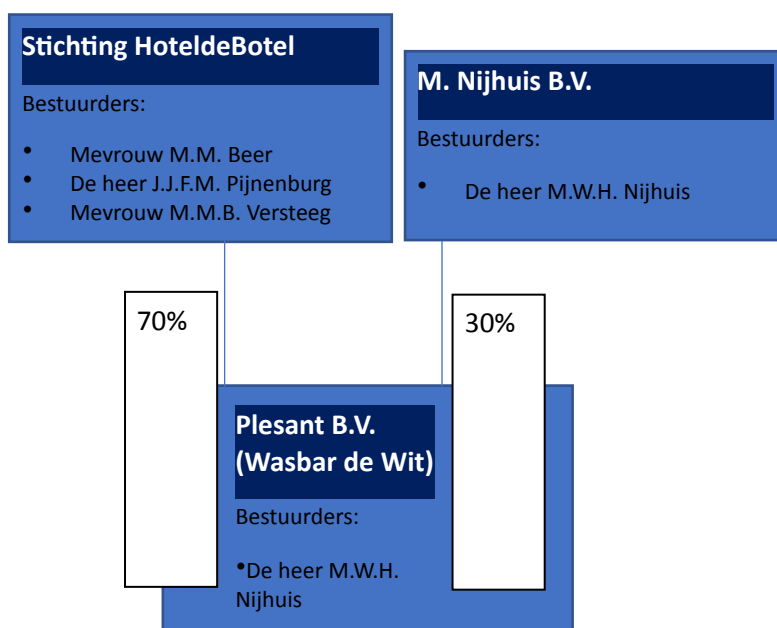 Stichting HoteldeBotel
Bestuurders:
• Mevrouw M.M. Beer
• De heer J.J.F.M. Pijnenburg
• Mevrouw M.M.B. Versteeg
M. Nijhuis B.V.
Bestuurders:
• De heer M.W.H. Nijhuis
70%
30%
Plesant B.V.
(Wasbar de Wit)
Bestuurders:
•De heer M.W.H.
Nijhuis